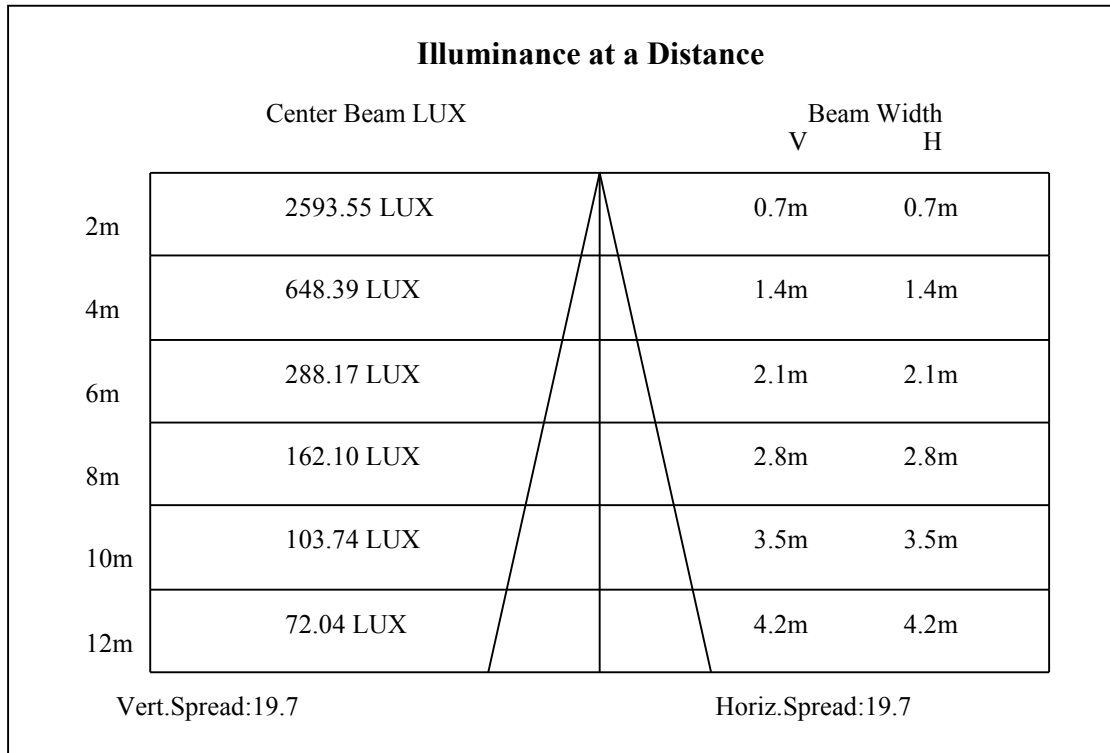 Illuminance at a Distance
Center Beam LUX Beam Width
V H
2m 2593.55 LUX 0.7m 0.7m
4m 648.39 LUX 1.4m 1.4m
6m 288.17 LUX 2.1m 2.1m
8m 162.10 LUX 2.8m 2.8m
10m 103.74 LUX 3.5m 3.5m
12m 72.04 LUX 4.2m 4.2m
Vert.Spread:19.7 Horiz.Spread:19.7